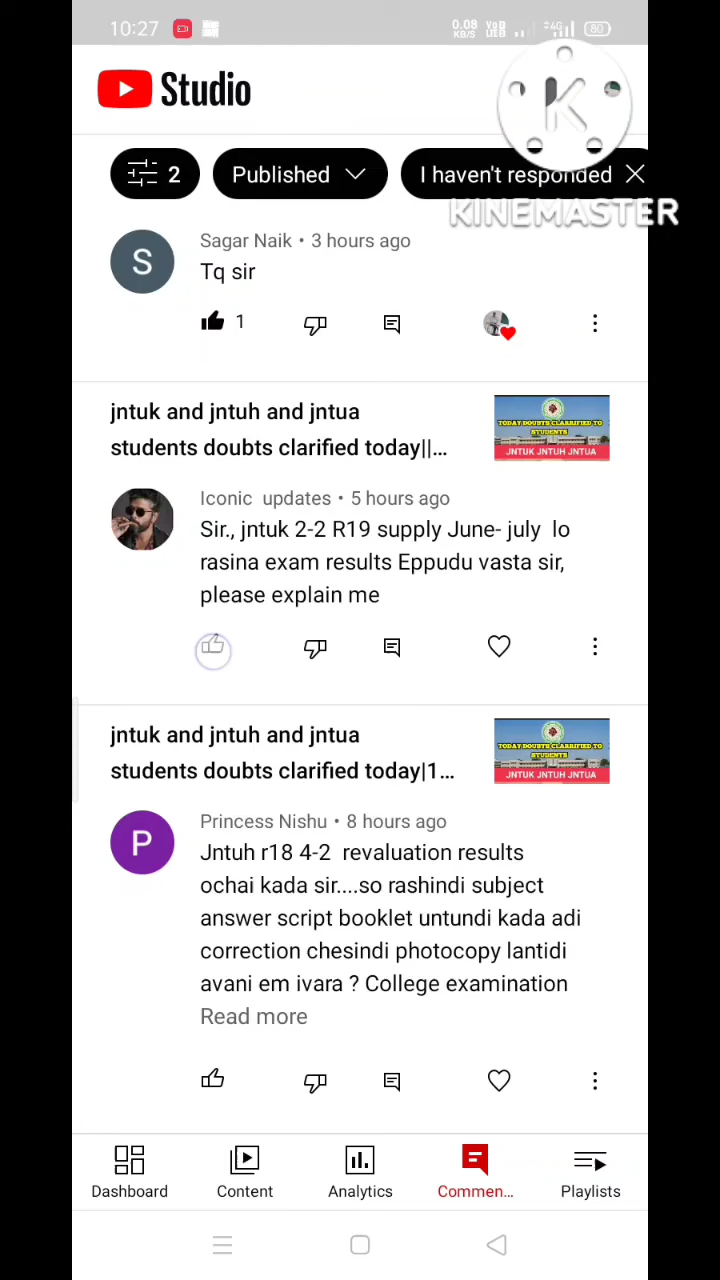 10:27
0.08 KB/S
4G
80
Studio
K
KINEMASTER
2
Published
I haven't responded
S
Sagar Naik • 3 hours ago
Tq sir
1
jntuk and jntuh and jntua
students doubts clarified today||...
TODAY DOUBTS CLARIFIED TO
STUDENTS
JNTUK JNTUH JNTUA
Iconic updates • 5 hours ago
Sir., jntuk 2-2 R19 supply June- july lo
rasina exam results Eppudu vasta sir,
please explain me
jntuk and jntuh and jntua
students doubts clarified today|1...
TODAY DOUBTS CLARIFIED TO
STUDENTS
JNTUK JNTUH JNTUA
P
Princess Nishu • 8 hours ago
Jntuh r18 4-2 revaluation results
ochai kada sir....so rashindi subject
answer script booklet untundi kada adi
correction chesindi photocopy lantidi
avani em ivara ? College examination
Read more
Dashboard
Content
Analytics
Commen...
Playlists